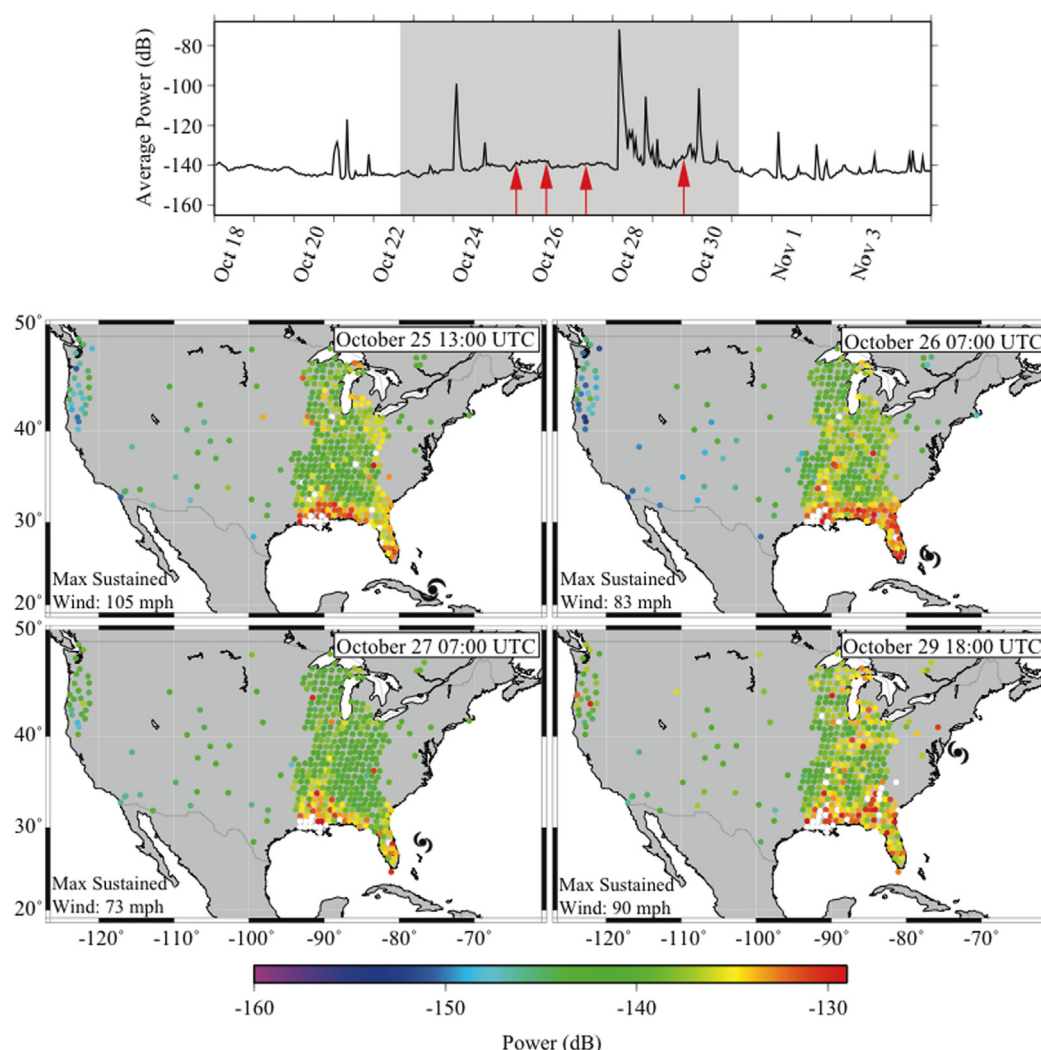 Average Power (dB)
-80
-100
-120
-140
-160
Oct 18
Oct 20
Oct 22
Oct 24
Oct 26
Oct 28
Oct 30
Nov 1
Nov 3
50˚
40˚
30˚
20˚
October 25 13:00 UTC
Max Sustained
Wind: 105 mph
October 26 07:00 UTC
Max Sustained
Wind: 83 mph
50˚
40˚
30˚
20˚
October 27 07:00 UTC
Max Sustained
Wind: 73 mph
October 29 18:00 UTC
Max Sustained
Wind: 90 mph
-120˚ -110˚ -100˚ -90˚ -80˚ -70˚
-120˚ -110˚ -100˚ -90˚ -80˚ -70˚
-160 -150 -140 -130
Power (dB)